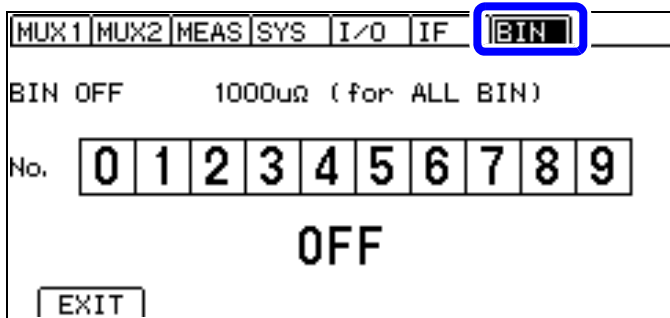 MUX1 MUX2 MEAS SYS I/O IF BIN
BIN OFF 1000uΩ (for ALL BIN)
No. 0 1 2 3 4 5 6 7 8 9
OFF
EXIT